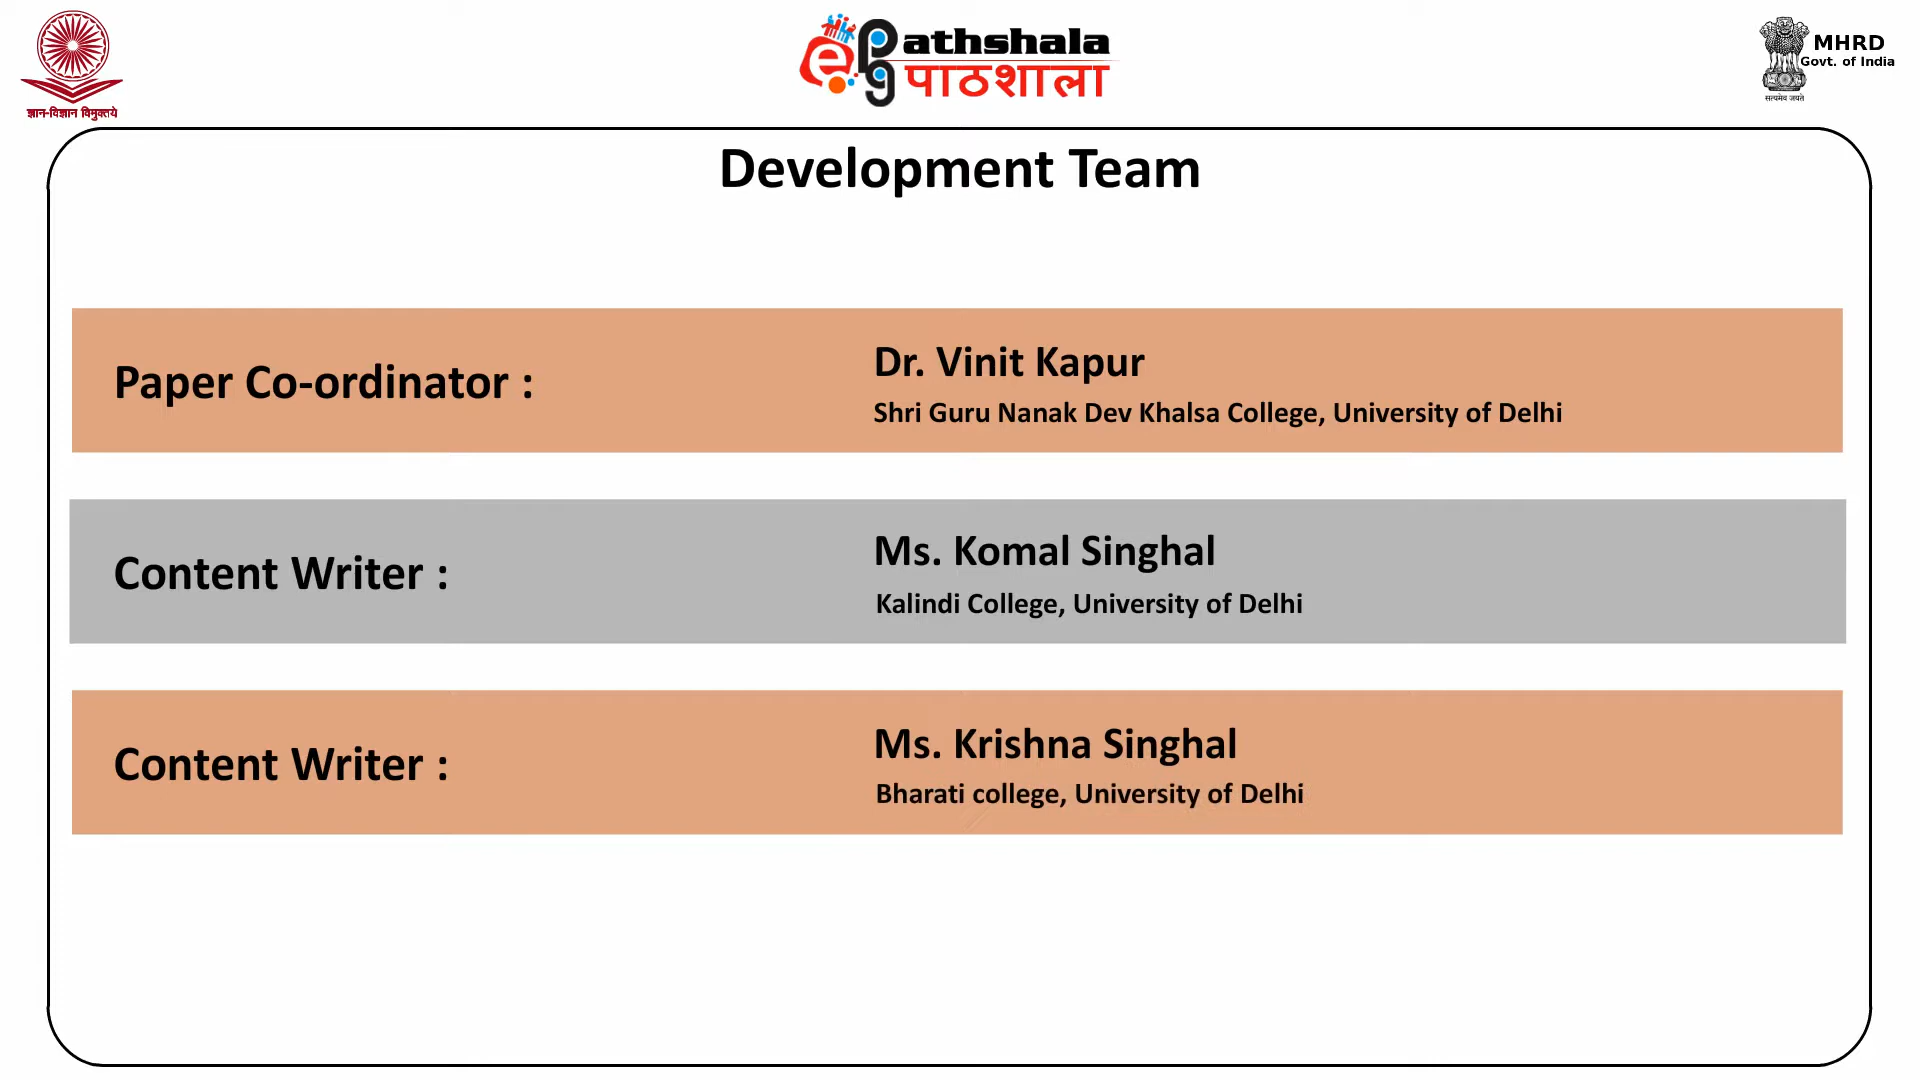 ज्ञान-विज्ञान विमुक्तये
e pg Pathshala
पाठशाला
MHRD
Govt. of India
सत्यमेव जयते
Development Team
Paper Co-ordinator :
Dr. Vinit Kapur
Shri Guru Nanak Dev Khalsa College, University of Delhi
Content Writer :
Ms. Komal Singhal
Kalindi College, University of Delhi
Content Writer :
Ms. Krishna Singhal
Bharati college, University of Delhi